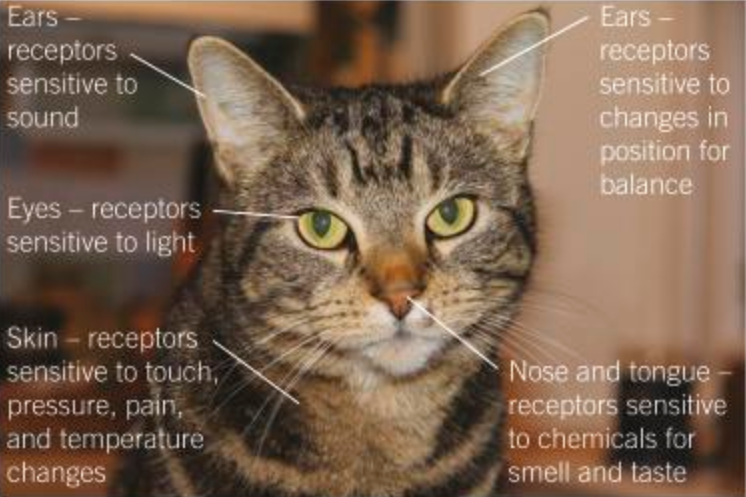 Ears –
receptors
sensitive to
sound
Ears –
receptors
sensitive to
changes in
position for
balance
Eyes – receptors
sensitive to light
Skin – receptors
sensitive to touch,
pressure, pain,
and temperature
changes
Nose and tongue –
receptors sensitive
to chemicals for
smell and taste